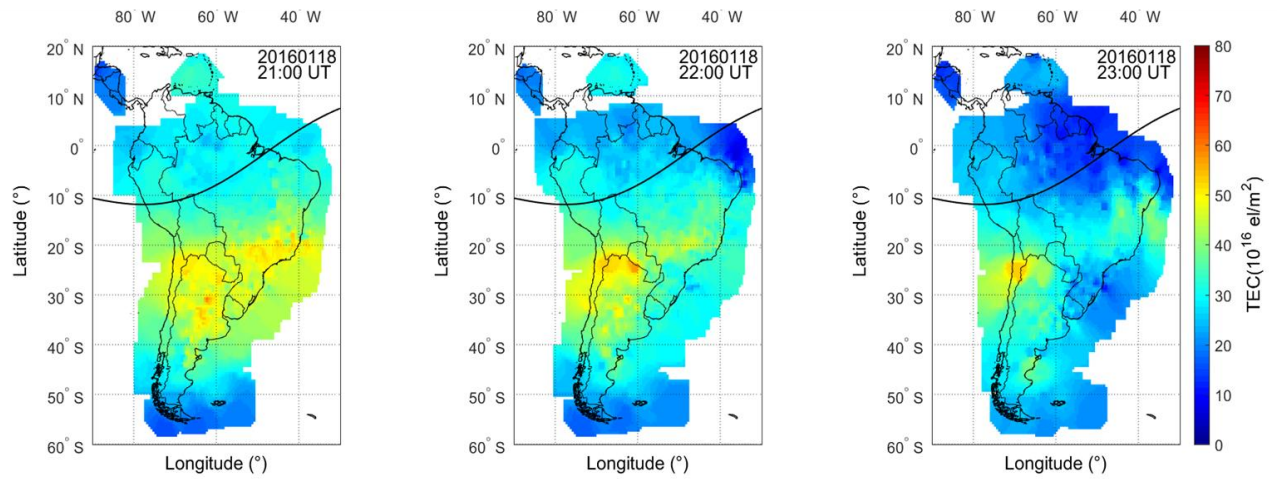 80° W 60° W 40° W
20° N
10° N
0°
10° S
20° S
30° S
40° S
50° S
60° S
Latitude (°)
Longitude (°)
20160118
21:00 UT
80° W 60° W 40° W
20° N
10° N
0°
10° S
20° S
30° S
40° S
50° S
60° S
Latitude (°)
Longitude (°)
20160118
22:00 UT
80° W 60° W 40° W
20° N
10° N
0°
10° S
20° S
30° S
40° S
50° S
60° S
Latitude (°)
Longitude (°)
20160118
23:00 UT
80
70
60
50
40
30
20
10
0
TEC(10¹⁶ el/m²)